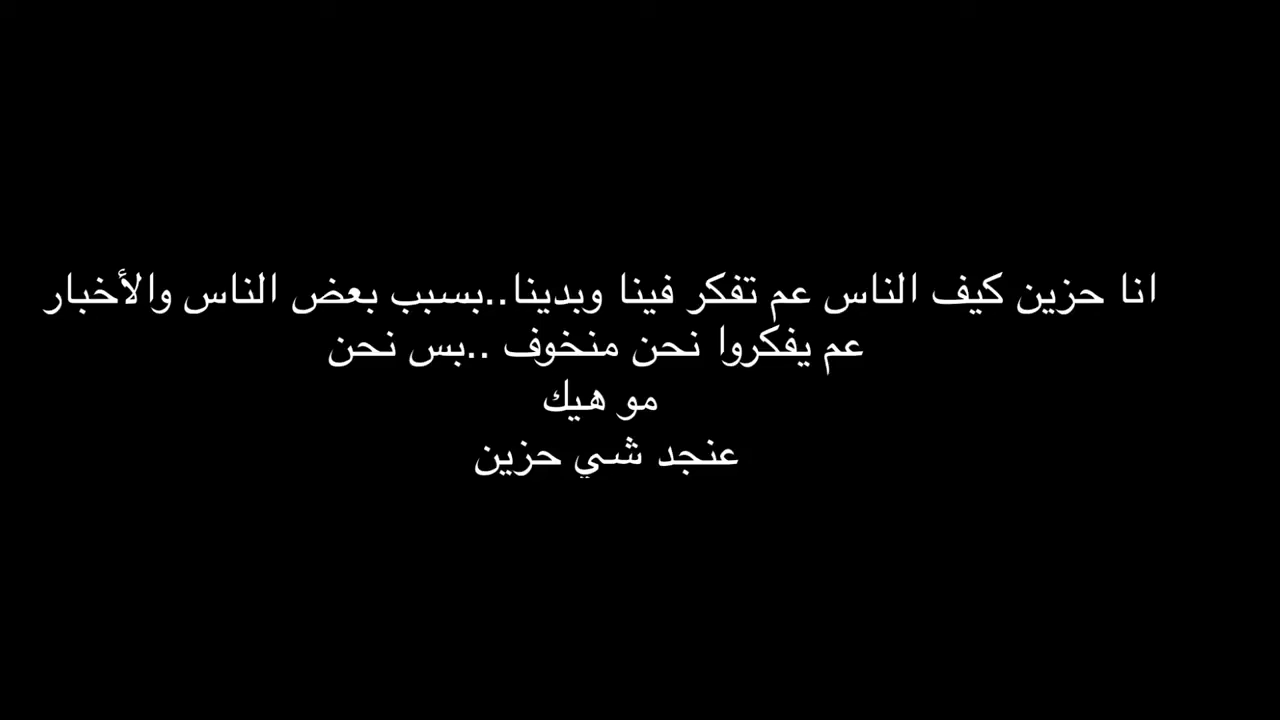 انا حزين كيف الناس عم تفكر فينا وبدينا..بسبب بعض الناس والأخبار
عم يفكروا نحن منخوف ..بس نحن
مو هيك
عنجد شي حزين